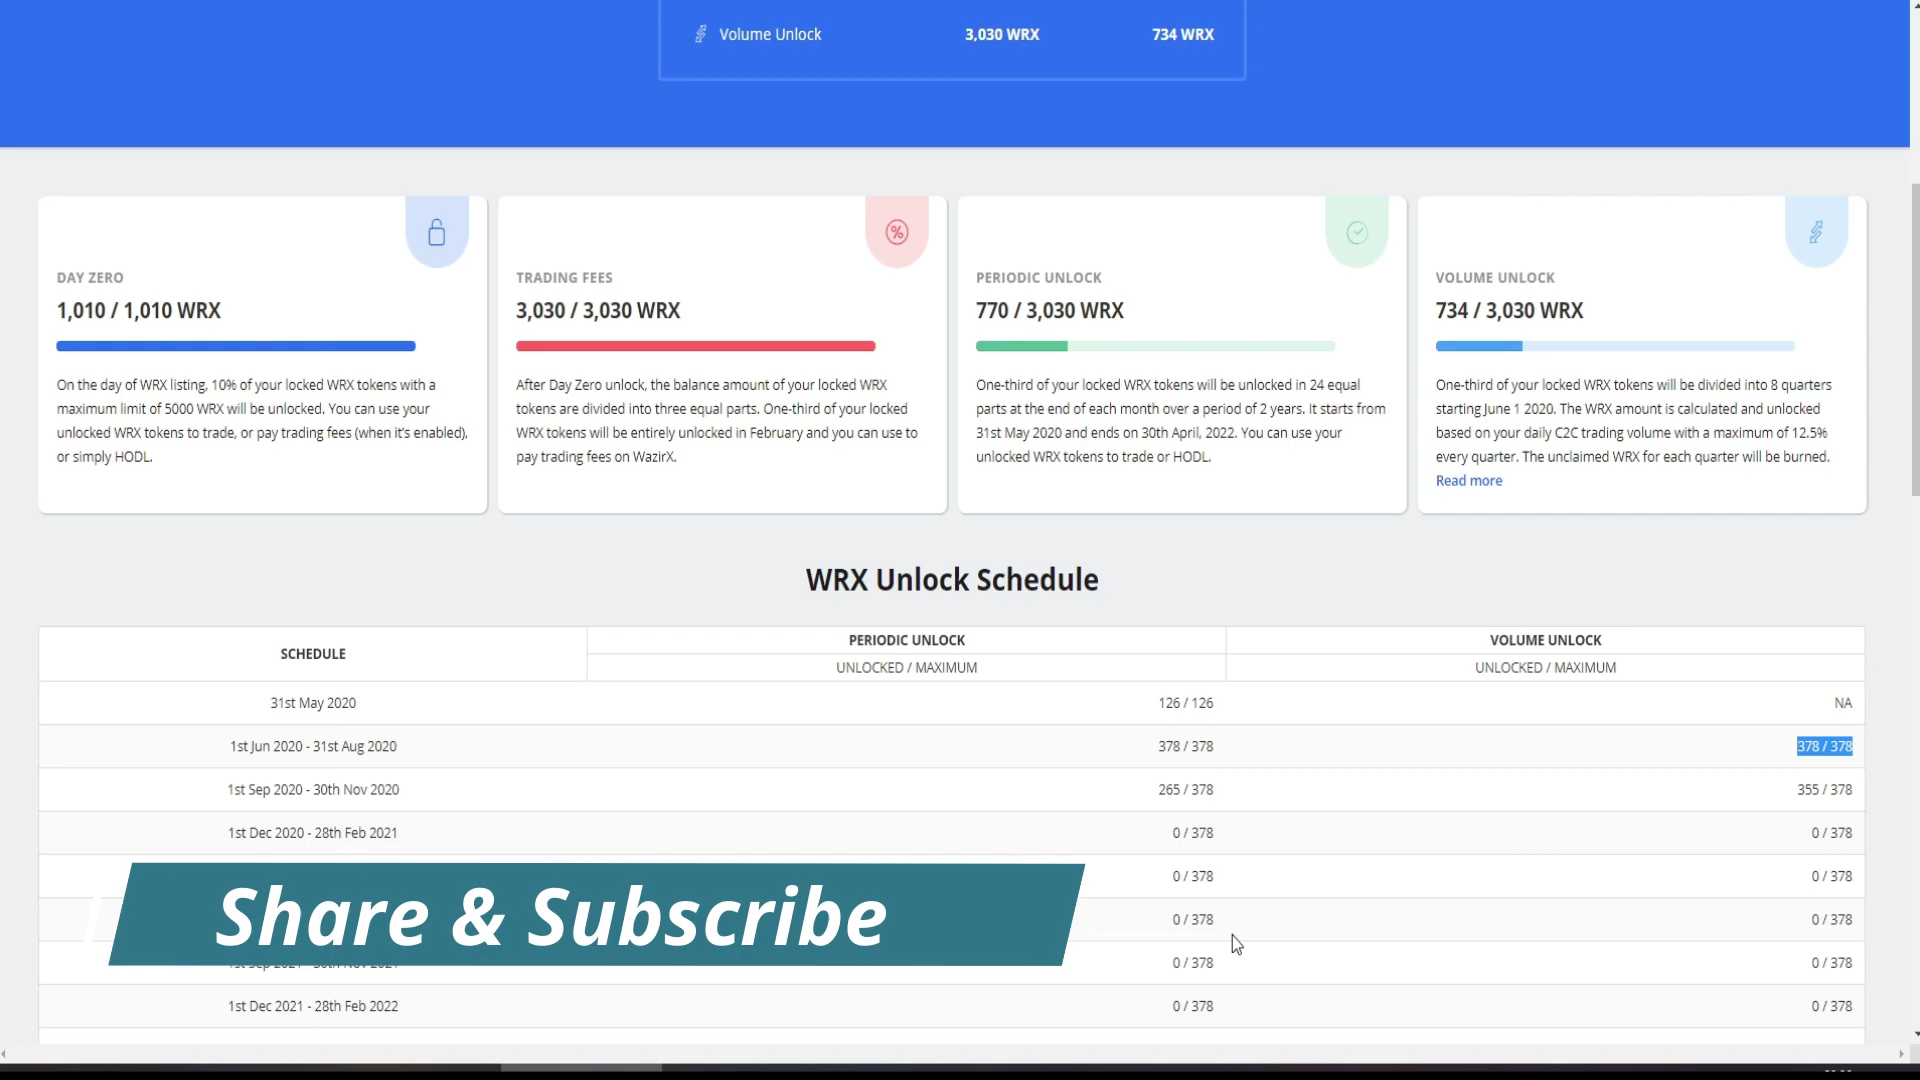 Volume Unlock 3,030 WRX 734 WRX
DAY ZERO
1,010 / 1,010 WRX
On the day of WRX listing, 10% of your locked WRX tokens with a
maximum limit of 5000 WRX will be unlocked. You can use your
unlocked WRX tokens to trade, or pay trading fees (when it's enabled),
or simply HODL.
%
TRADING FEES
3,030 / 3,030 WRX
After Day Zero unlock, the balance amount of your locked WRX
tokens are divided into three equal parts. One-third of your locked
WRX tokens will be entirely unlocked in February and you can use to
pay trading fees on WazirX.
PERIODIC UNLOCK
770 / 3,030 WRX
One-third of your locked WRX tokens will be unlocked in 24 equal
parts at the end of each month over a period of 2 years. It starts from
31st May 2020 and ends on 30th April, 2022. You can use your
unlocked WRX tokens to trade or HODL.
VOLUME UNLOCK
734 / 3,030 WRX
One-third of your locked WRX tokens will be divided into 8 quarters
starting June 1 2020. The WRX amount is calculated and unlocked
based on your daily C2C trading volume with a maximum of 12.5%
every quarter. The unclaimed WRX for each quarter will be burned.
Read more
WRX Unlock Schedule
SCHEDULE PERIODIC UNLOCK VOLUME UNLOCK
UNLOCKED / MAXIMUM UNLOCKED / MAXIMUM
31st May 2020 126 / 126 NA
1st Jun 2020 - 31st Aug 2020 378 / 378 378 / 378
1st Sep 2020 - 30th Nov 2020 265 / 378 355 / 378
1st Dec 2020 - 28th Feb 2021 0 / 378 0 / 378
0 / 378 0 / 378
Share & Subscribe
0 / 378 0 / 378
1st Sep 2021 - 30th Nov 2021 0 / 378 0 / 378
1st Dec 2021 - 28th Feb 2022 0 / 378 0 / 378